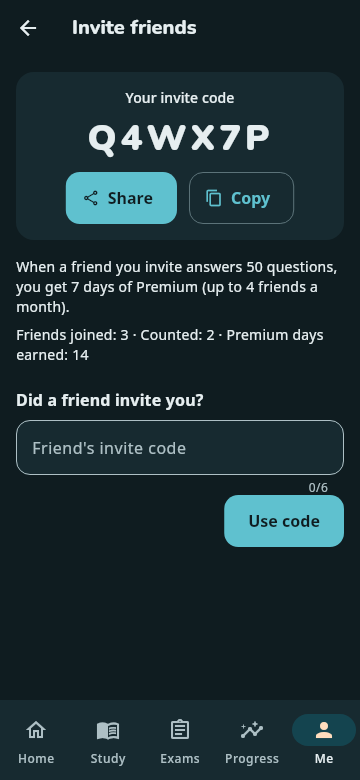 Invite friends
Your invite code
Q4WX7P
Share
Copy
When a friend you invite answers 50 questions,
you get 7 days of Premium (up to 4 friends a
month).
Friends joined: 3 · Counted: 2 · Premium days
earned: 14
Did a friend invite you?
Friend's invite code
0/6
Use code
Home
Study
Exams
Progress
Me